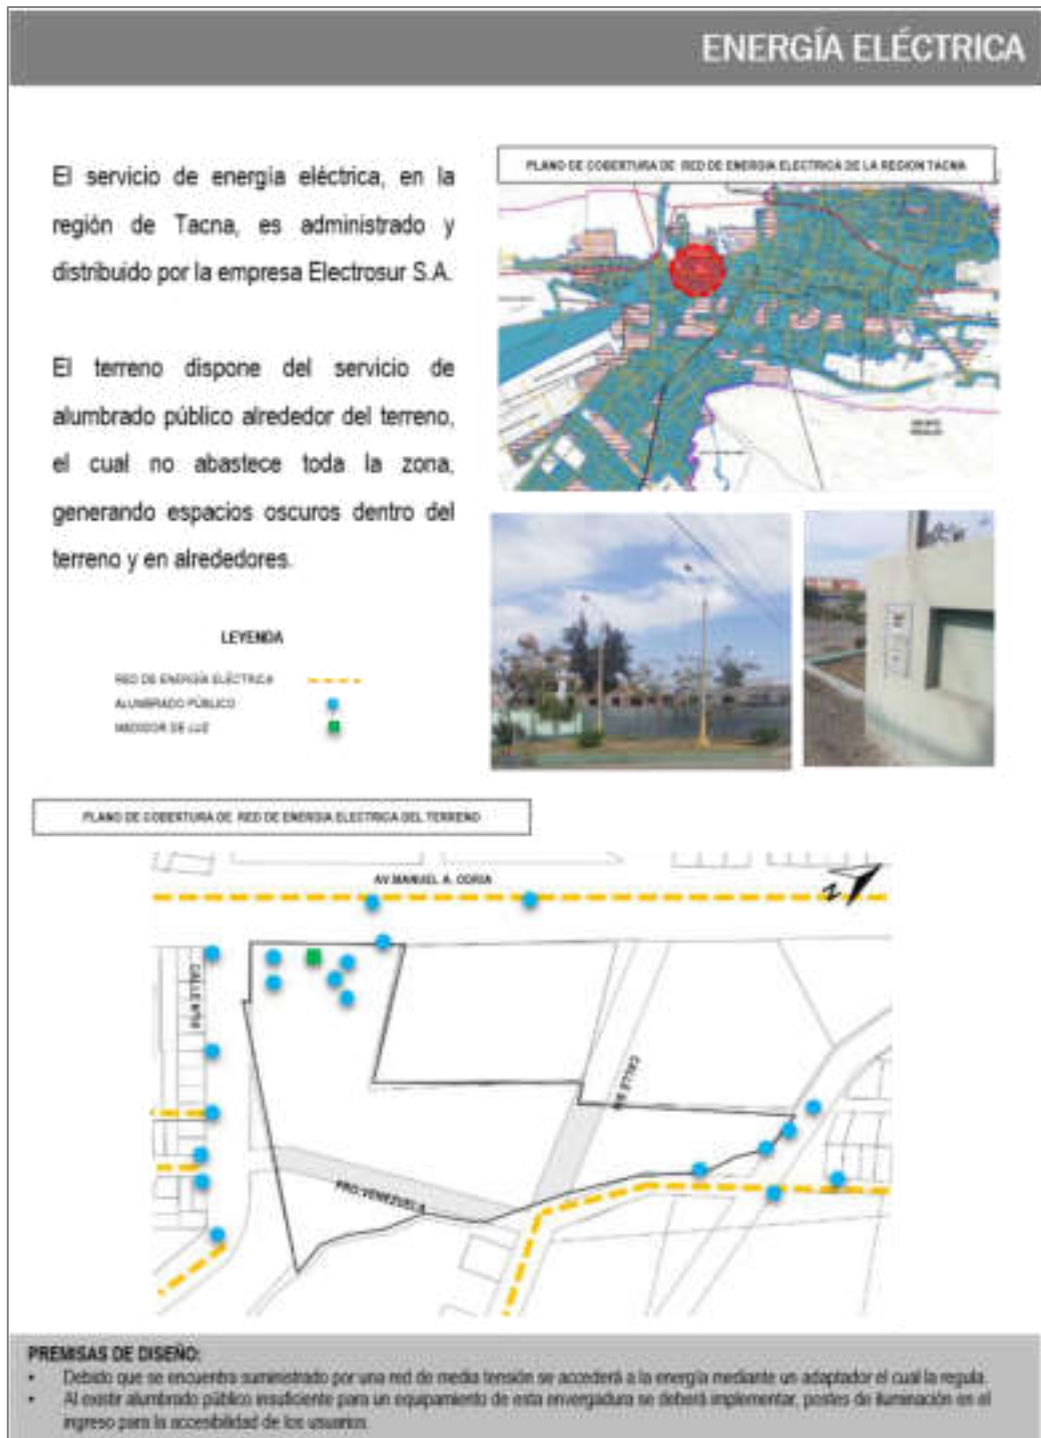 ENERGÍA ELÉCTRICA
El servicio de energía eléctrica, en la
región de Tacna, es administrado y
distribuido por la empresa Electrosur S.A.
El terreno dispone del servicio de
alumbrado público alrededor del terreno,
el cual no abastece toda la zona,
generando espacios oscuros dentro del
terreno y en alrededores.
PLANO DE COBERTURA DE RED DE ENERGIA ELECTRICA DE LA REGION TACNA
LEYENDA
RED DE ENERGÍA ELÉCTRICA
ALUMBRADO PÚBLICO
MEDIDOR DE LUZ
PLANO DE COBERTURA DE RED DE ENERGIA ELECTRICA DEL TERRENO
AV.MANUEL A. ODRIA
N
CALLE
CALLE S/N
PRO.VENEZUELA
PREMISAS DE DISEÑO:
• Debido que se encuentra suministrado por una red de media tensión se accederá a la energía mediante un adaptador el cual la regula.
• Al existir alumbrado público insuficiente para un equipamiento de esta envergadura se deberá implementar, postes de iluminación en el
ingreso para la accesibilidad de los usuarios.